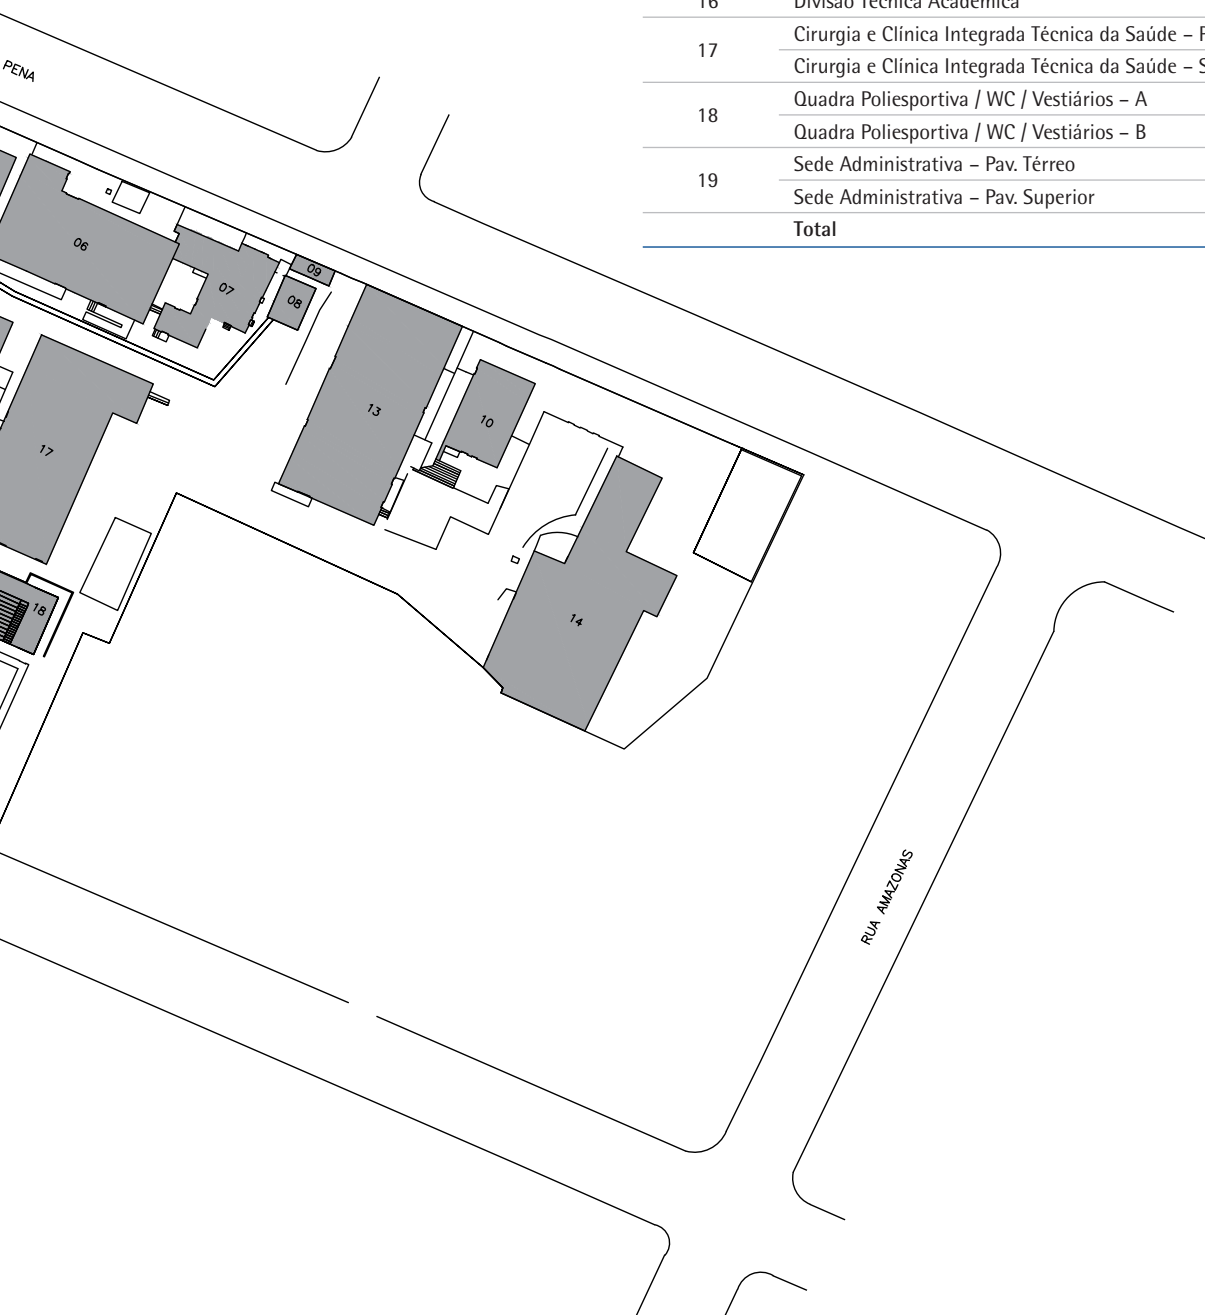 16 Divisão Técnica Acadêmica
17
Cirurgia e Clínica Integrada Técnica da Saúde –
Cirurgia e Clínica Integrada Técnica da Saúde –
18
Quadra Poliesportiva / WC / Vestiários – A
Quadra Poliesportiva / WC / Vestiários – B
19
Sede Administrativa – Pav. Térreo
Sede Administrativa – Pav. Superior
Total
PENA
06
07
09
08
13
10
17
18
14
RUA AMAZONAS